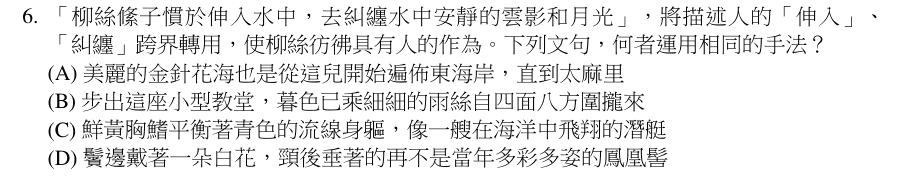 6. 「柳絲絛子慣於伸入水中，去糾纏水中安靜的雲影和月光」，將描述人的「伸入」、
「糾纏」跨界轉用，使柳絲彷彿具有人的作為。下列文句，何者運用相同的手法？
(A) 美麗的金針花海也是從這兒開始遍佈東海岸，直到太麻里
(B) 步出這座小型教堂，暮色已乘細細的雨絲自四面八方圍攏來
(C) 鮮黃胸鰭平衡著青色的流線身軀，像一艘在海洋中飛翔的潛艇
(D) 鬢邊戴著一朵白花，頸後垂著的再不是當年多彩多姿的鳳凰髻